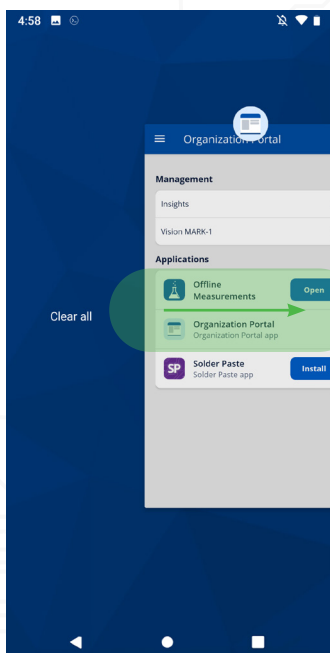 4:58
Organization Portal
Management
Insights
Vision MARK-1
Applications
Offline
Measurements
Open
Organization Portal
Organization Portal app
Clear all
SP
Solder Paste
Solder Paste app
Install